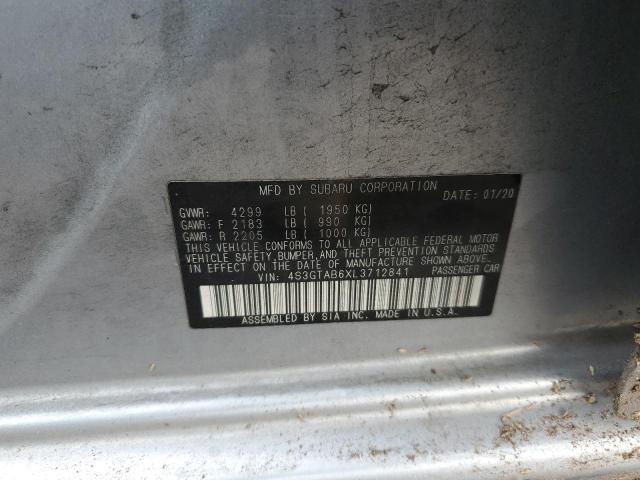 MFD BY SUBARU CORPORATION
DATE: 01/20
GVWR: 4299 LB ( 1950 KG)
GAWR: F 2183 LB ( 990 KG)
GAWR: R 2205 LB ( 1000 KG)
THIS VEHICLE CONFORMS TO ALL APPLICABLE FEDERAL MOTOR
VEHICLE SAFETY, BUMPER, AND THEFT PREVENTION STANDARDS
IN EFFECT ON THE DATE OF MANUFACTURE SHOWN ABOVE.
VIN: 4S3GTAB6XL3712841 PASSENGER CAR
ASSEMBLED BY SIA INC. MADE IN U.S.A.